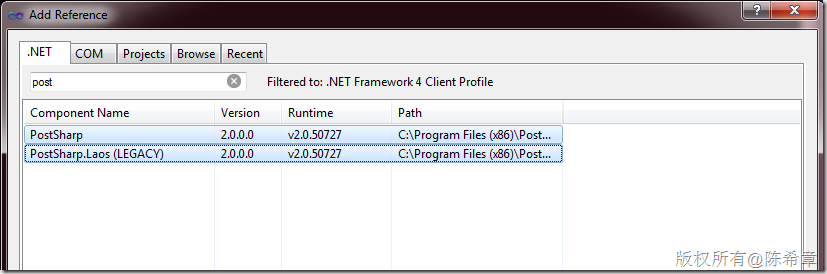 Add Reference
.NET COM Projects Browse Recent
post Filtered to: .NET Framework 4 Client Profile
Component Name Version Runtime Path
PostSharp 2.0.0.0 v2.0.50727 C:\Program Files (x86)\Post...
PostSharp.Laos (LEGACY) 2.0.0.0 v2.0.50727 C:\Program Files (x86)\Post...
版权所有@陈希章